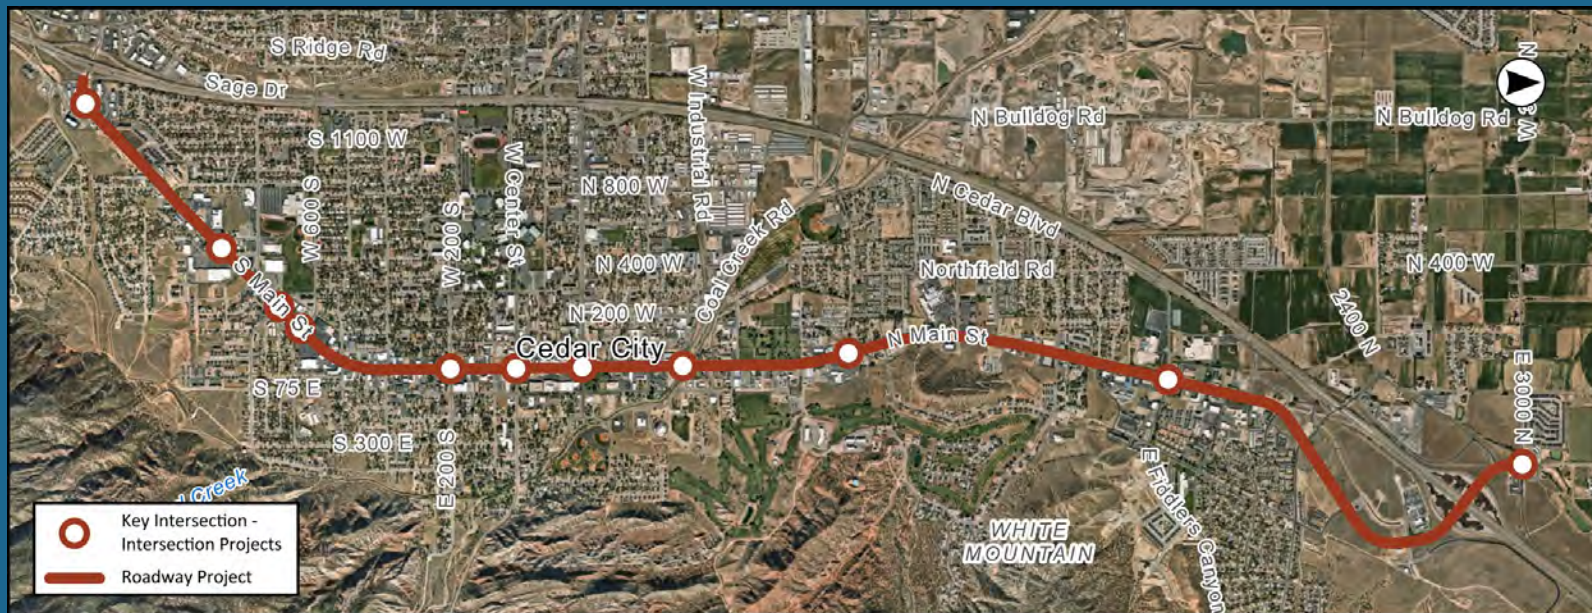 S Ridge Rd
Sage Dr
S 1100 W
W Industrial Rd
N Bulldog Rd
N Bulldog Rd
N
W
W 900 S
W 200 S
W Center St
N 800 W
Coal Creek Rd
N Cedar Blvd
N 400 W
Northfield Rd
N 400 W
S Main St
N 200 W
2400 N
N Main St
Cedar City
S 75 E
E 3000 N
S 300 E
E 200 S
E Fiddlers Canyon
Creek
WHITE
MOUNTAIN
Key Intersection -
Intersection Projects
Roadway Project